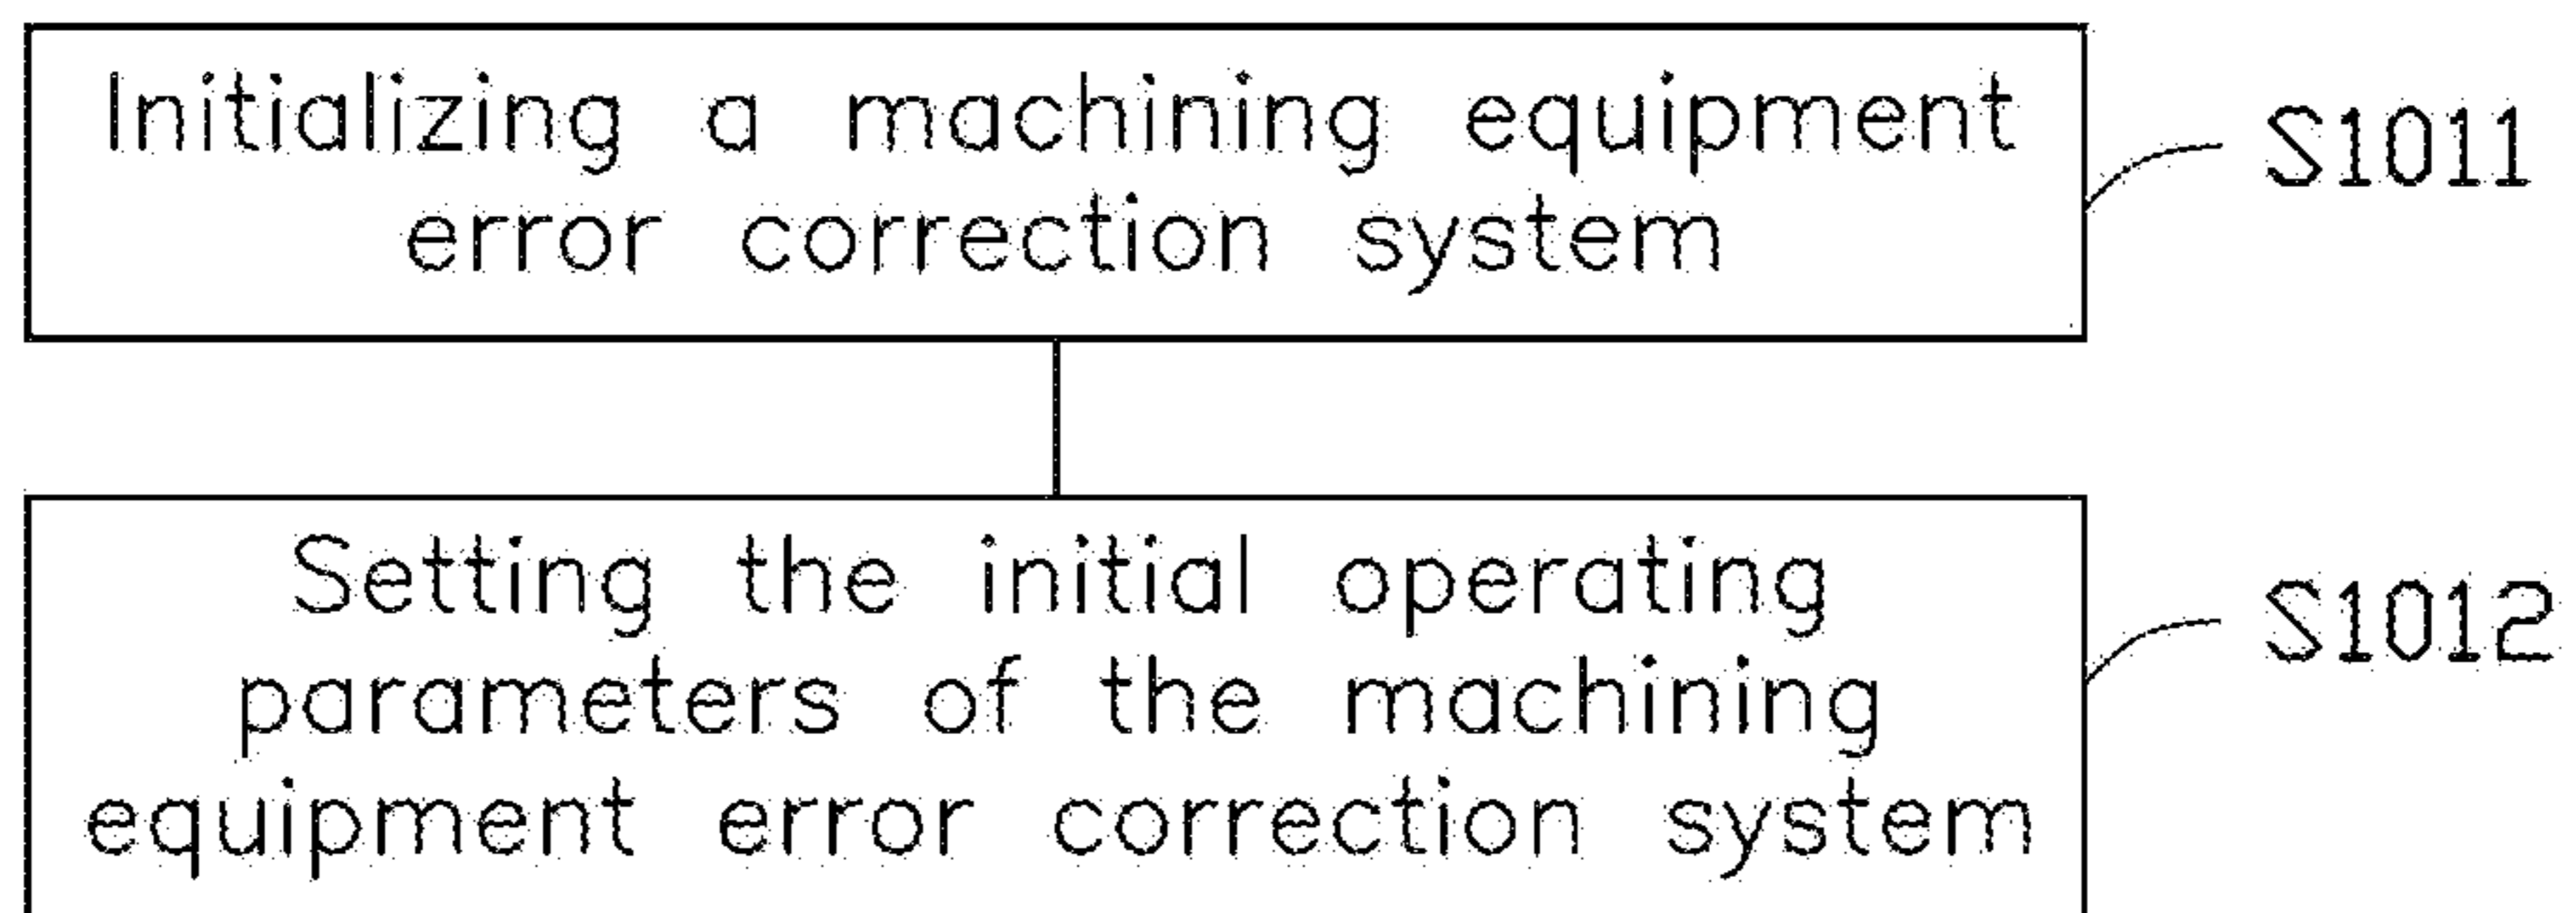 Initializing a machining equipment
error correction system
S1011
Setting the initial operating
parameters of the machining
equipment error correction system
S1012